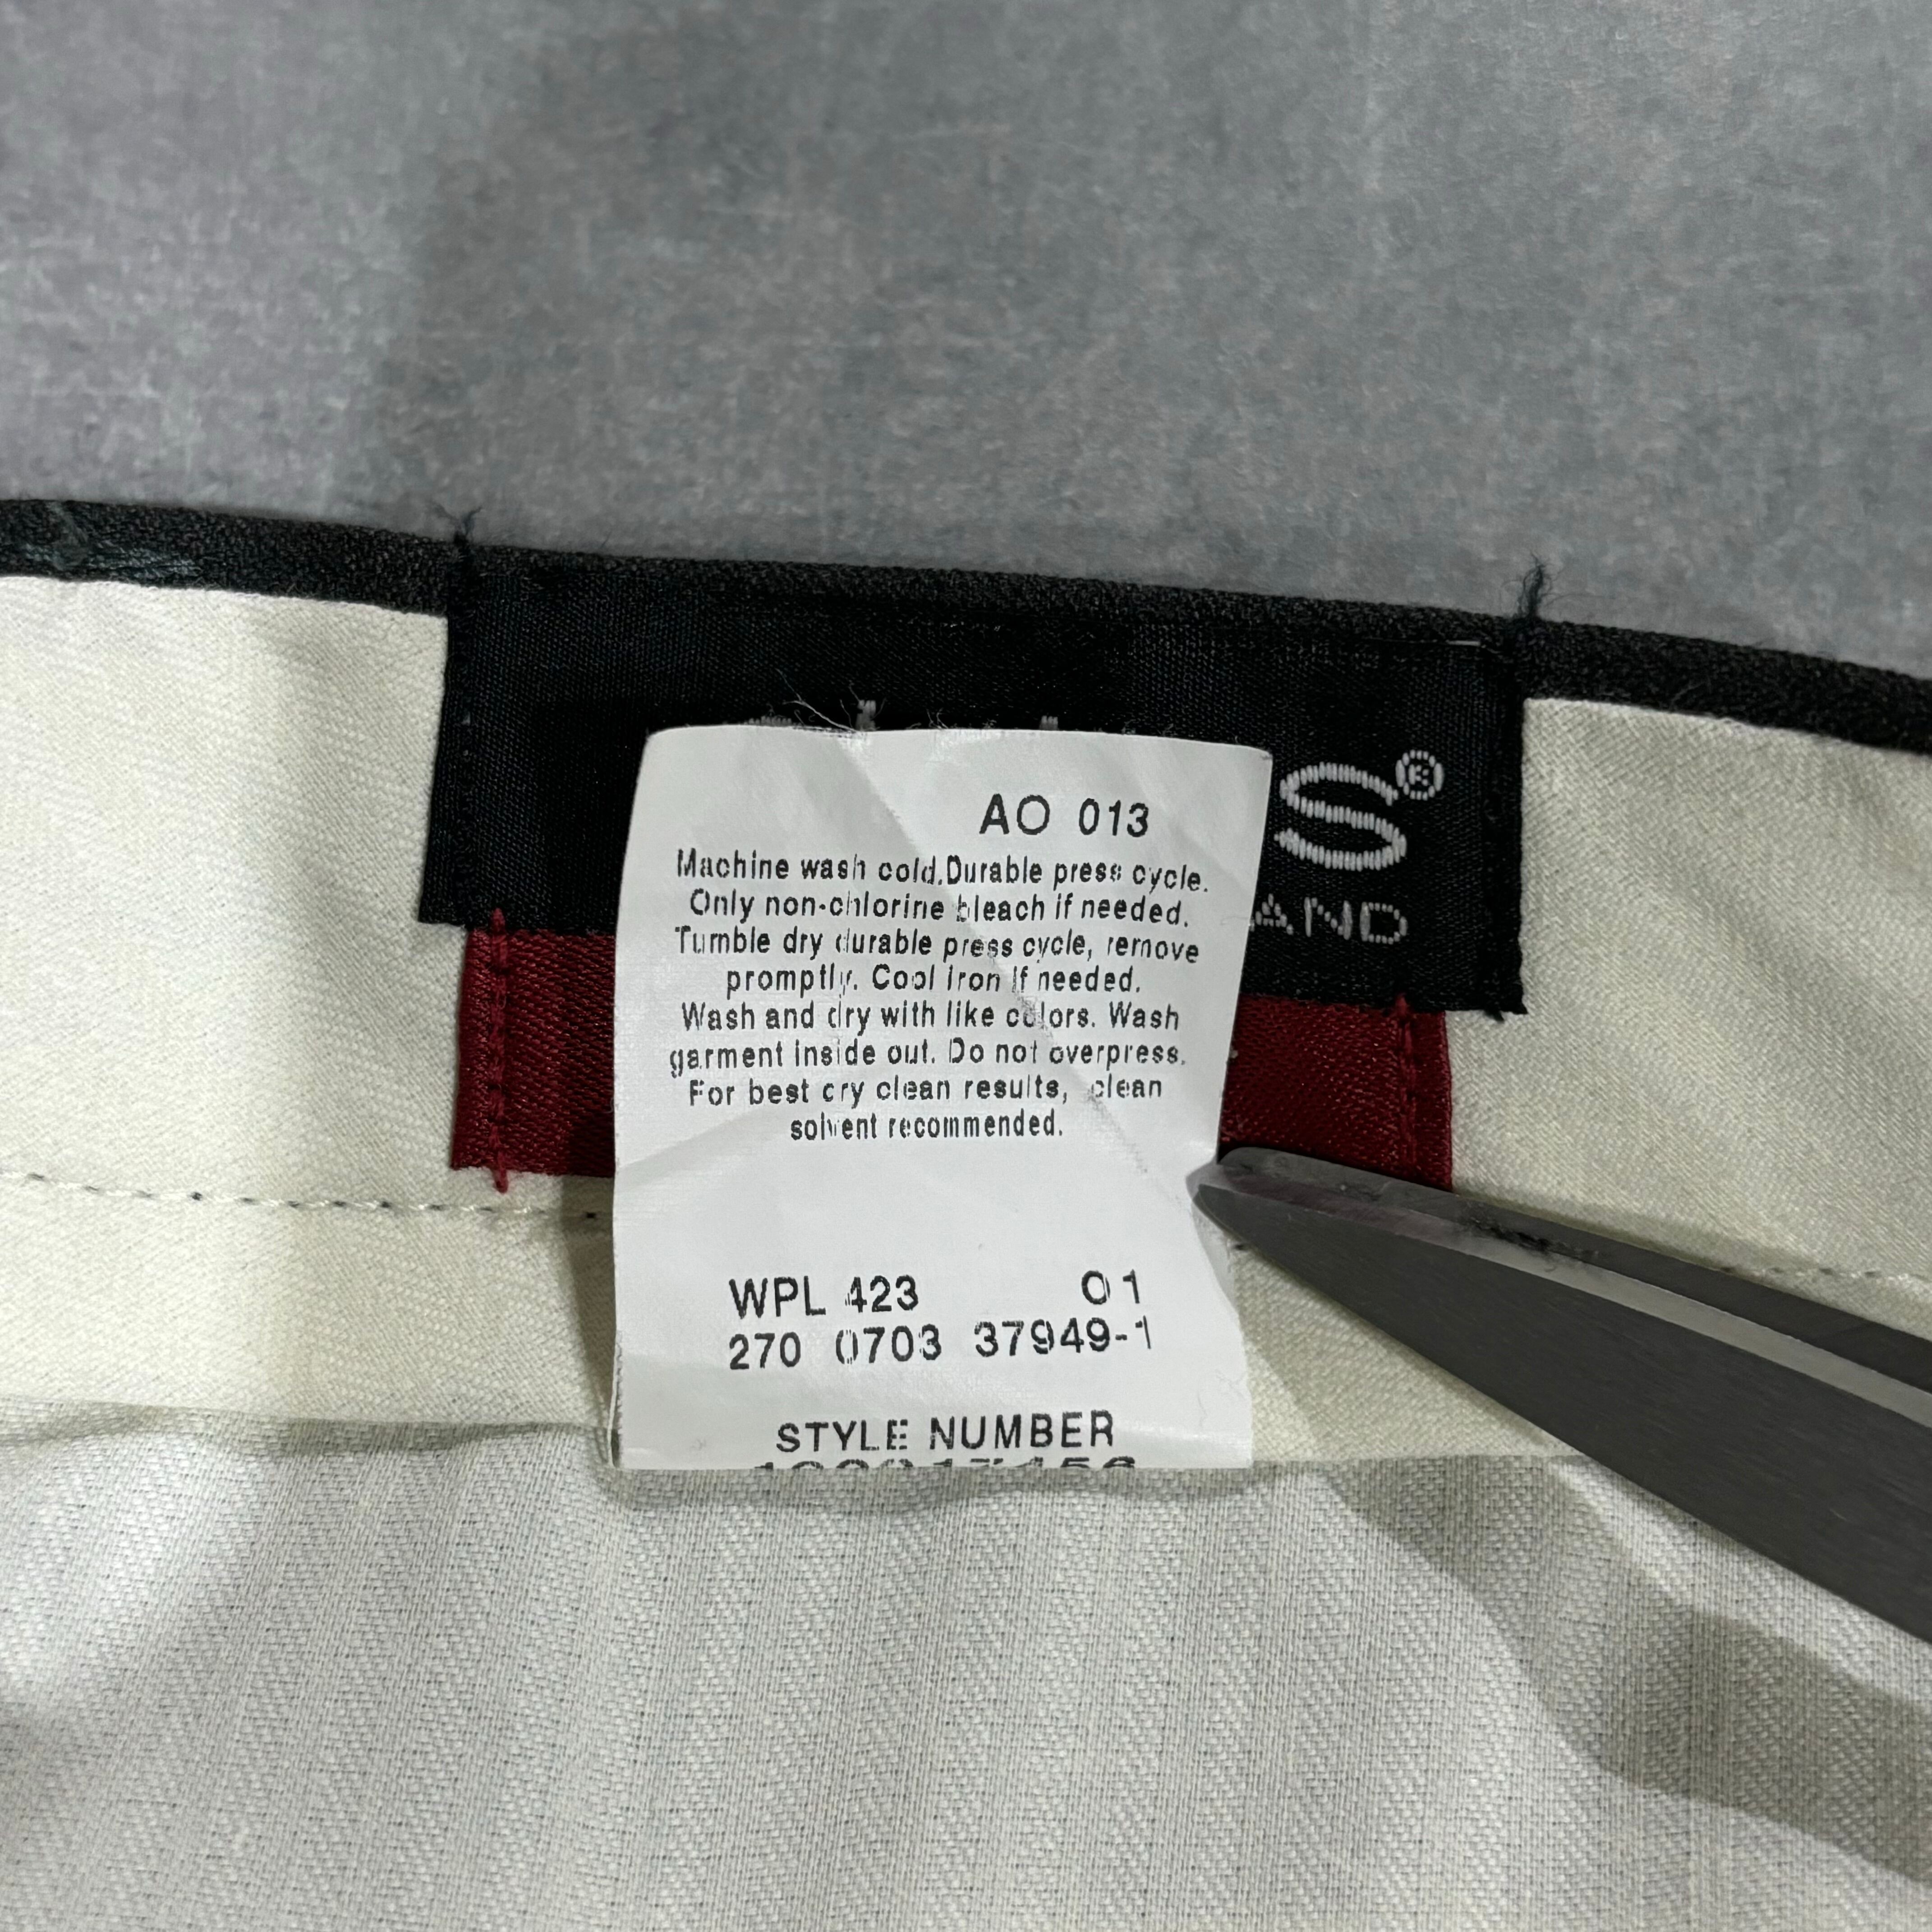 S®
AND
AO 013
Machine wash cold.Durable press cycle.
Only non-chlorine bleach if needed.
Tumble dry durable press cycle, remove
promptly. Cool iron if needed.
Wash and dry with like colors. Wash
garment inside out. Do not overpress.
For best dry clean results, clean
solvent recommended.
WPL 423 01
270 0703 37949-1
STYLE NUMBER